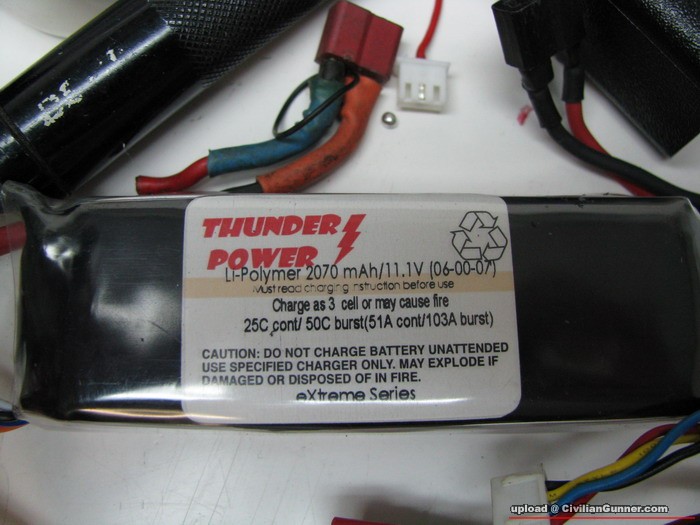 THUNDER
POWER
Li-Polymer 2070 mAh/11.1V (06-00-07)
Must read charging instruction before use
Charge as 3 cell or may cause fire
25C cont/ 50C burst(51A cont/103A burst)
CAUTION: DO NOT CHARGE BATTERY UNATTENDED
USE SPECIFIED CHARGER ONLY. MAY EXPLODE IF
DAMAGED OR DISPOSED OF IN FIRE.
eXtreme Series
upload @ CivilianGunner.com